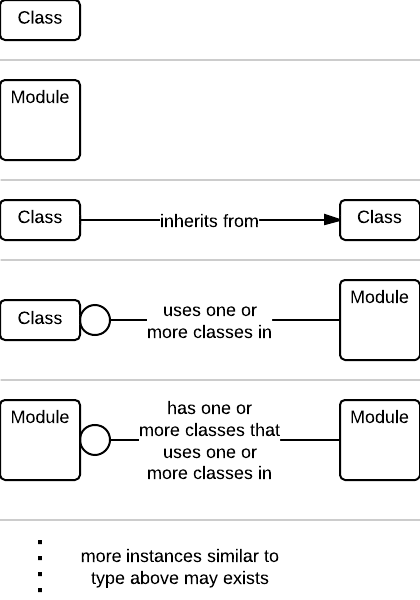 Class
Module
Class inherits from Class
Module
uses one or
Class more classes in
has one or
Module more classes that Module
uses one or
more classes in
more instances similar to
type above may exists